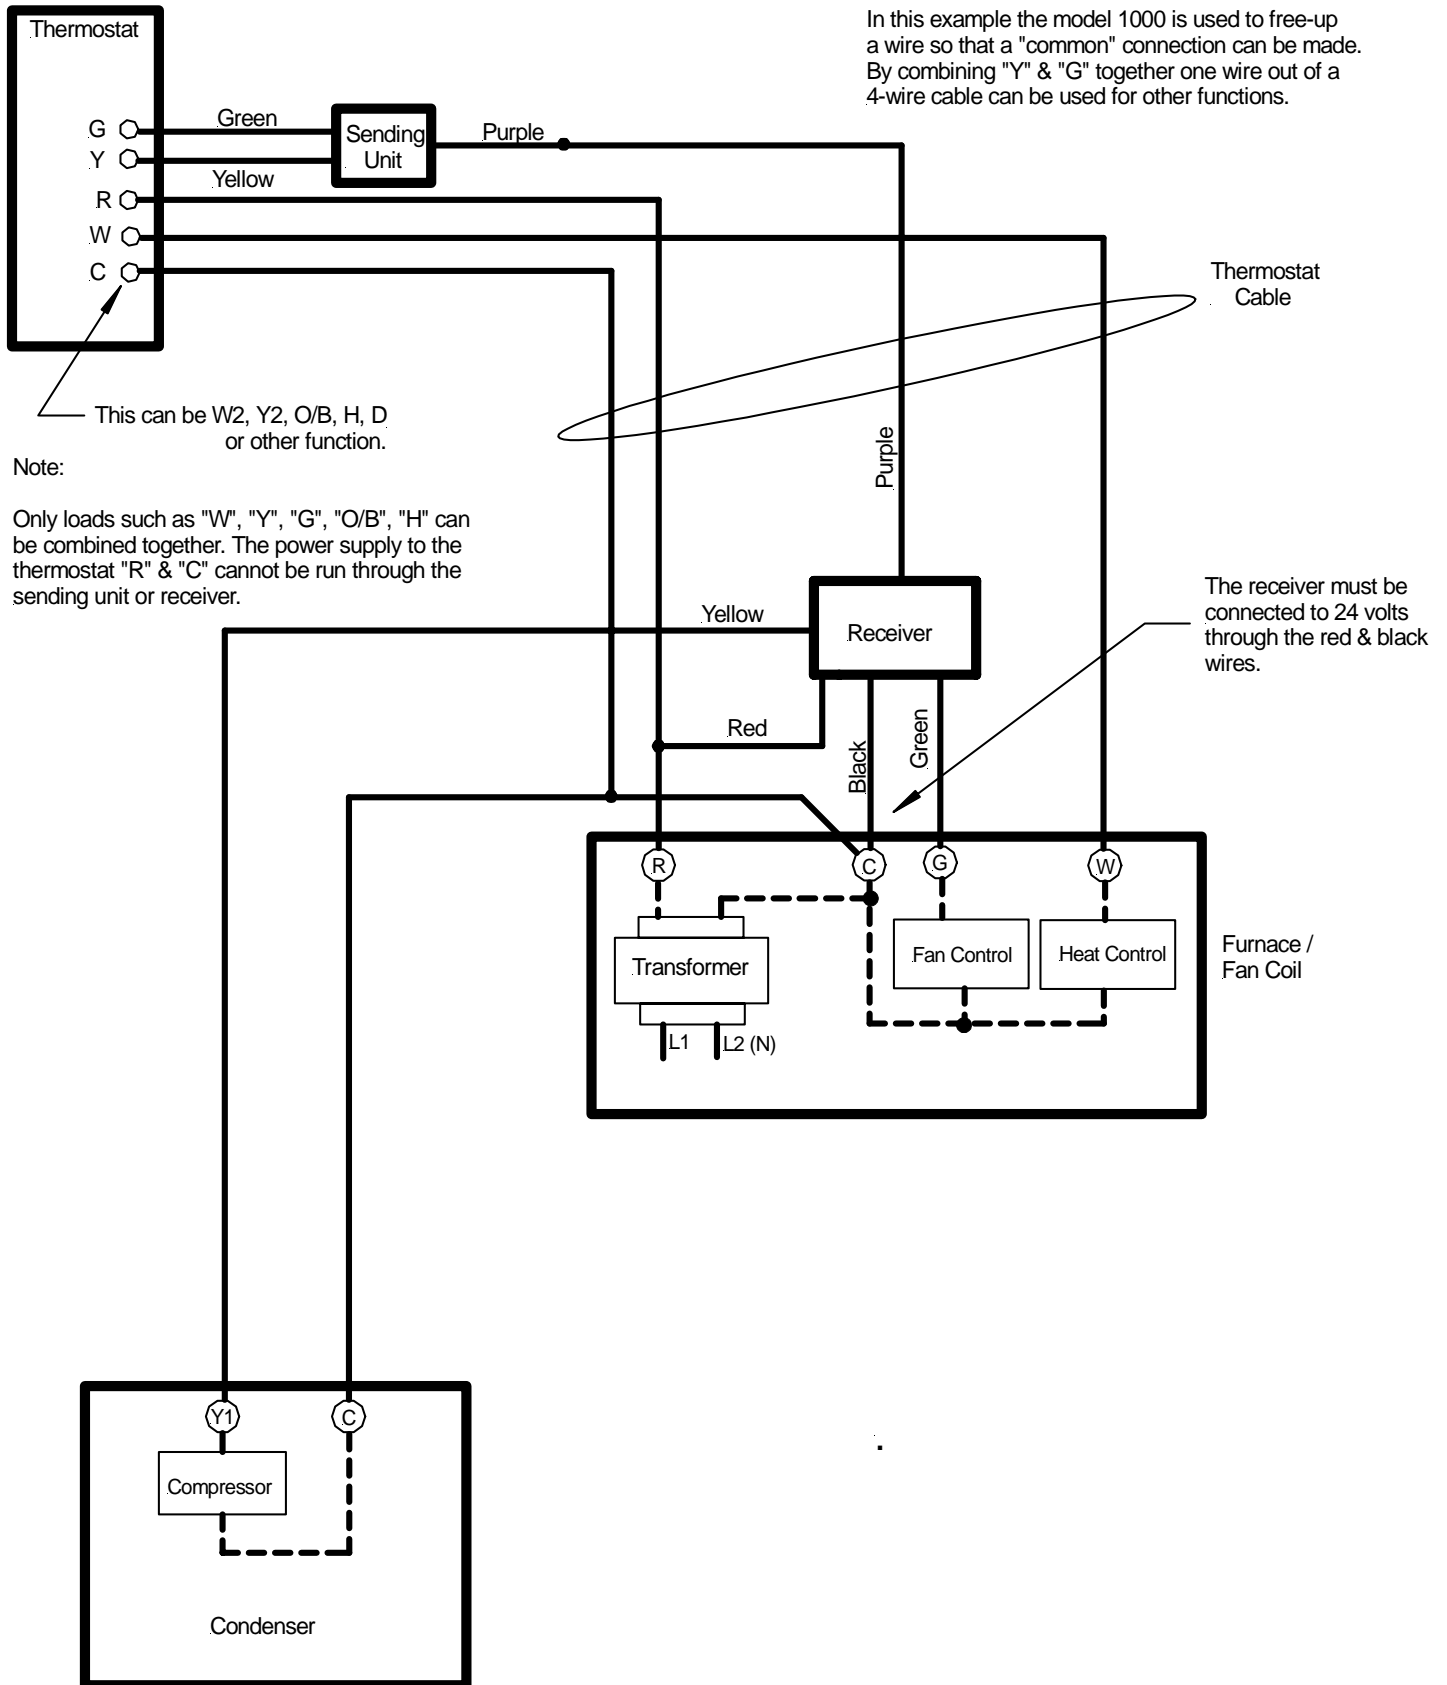 Thermostat
In this example the model 1000 is used to free-up
a wire so that a "common" connection can be made.
By combining "Y" & "G" together one wire out of a
4-wire cable can be used for other functions.
G
Green
Sending
Unit
Purple
Y
Yellow
R
W
C
Thermostat
Cable
This can be W2, Y2, O/B, H, D
or other function.
Purple
Note:
Only loads such as "W", "Y", "G", "O/B", "H" can
be combined together. The power supply to the
thermostat "R" & "C" cannot be run through the
sending unit or receiver.
Yellow
Receiver
The receiver must be
connected to 24 volts
through the red & black
wires.
Red
Black
Green
R
C
G
W
Transformer
Fan Control
Heat Control
Furnace /
Fan Coil
L1
L2 (N)
Y1
C
Compressor
Condenser